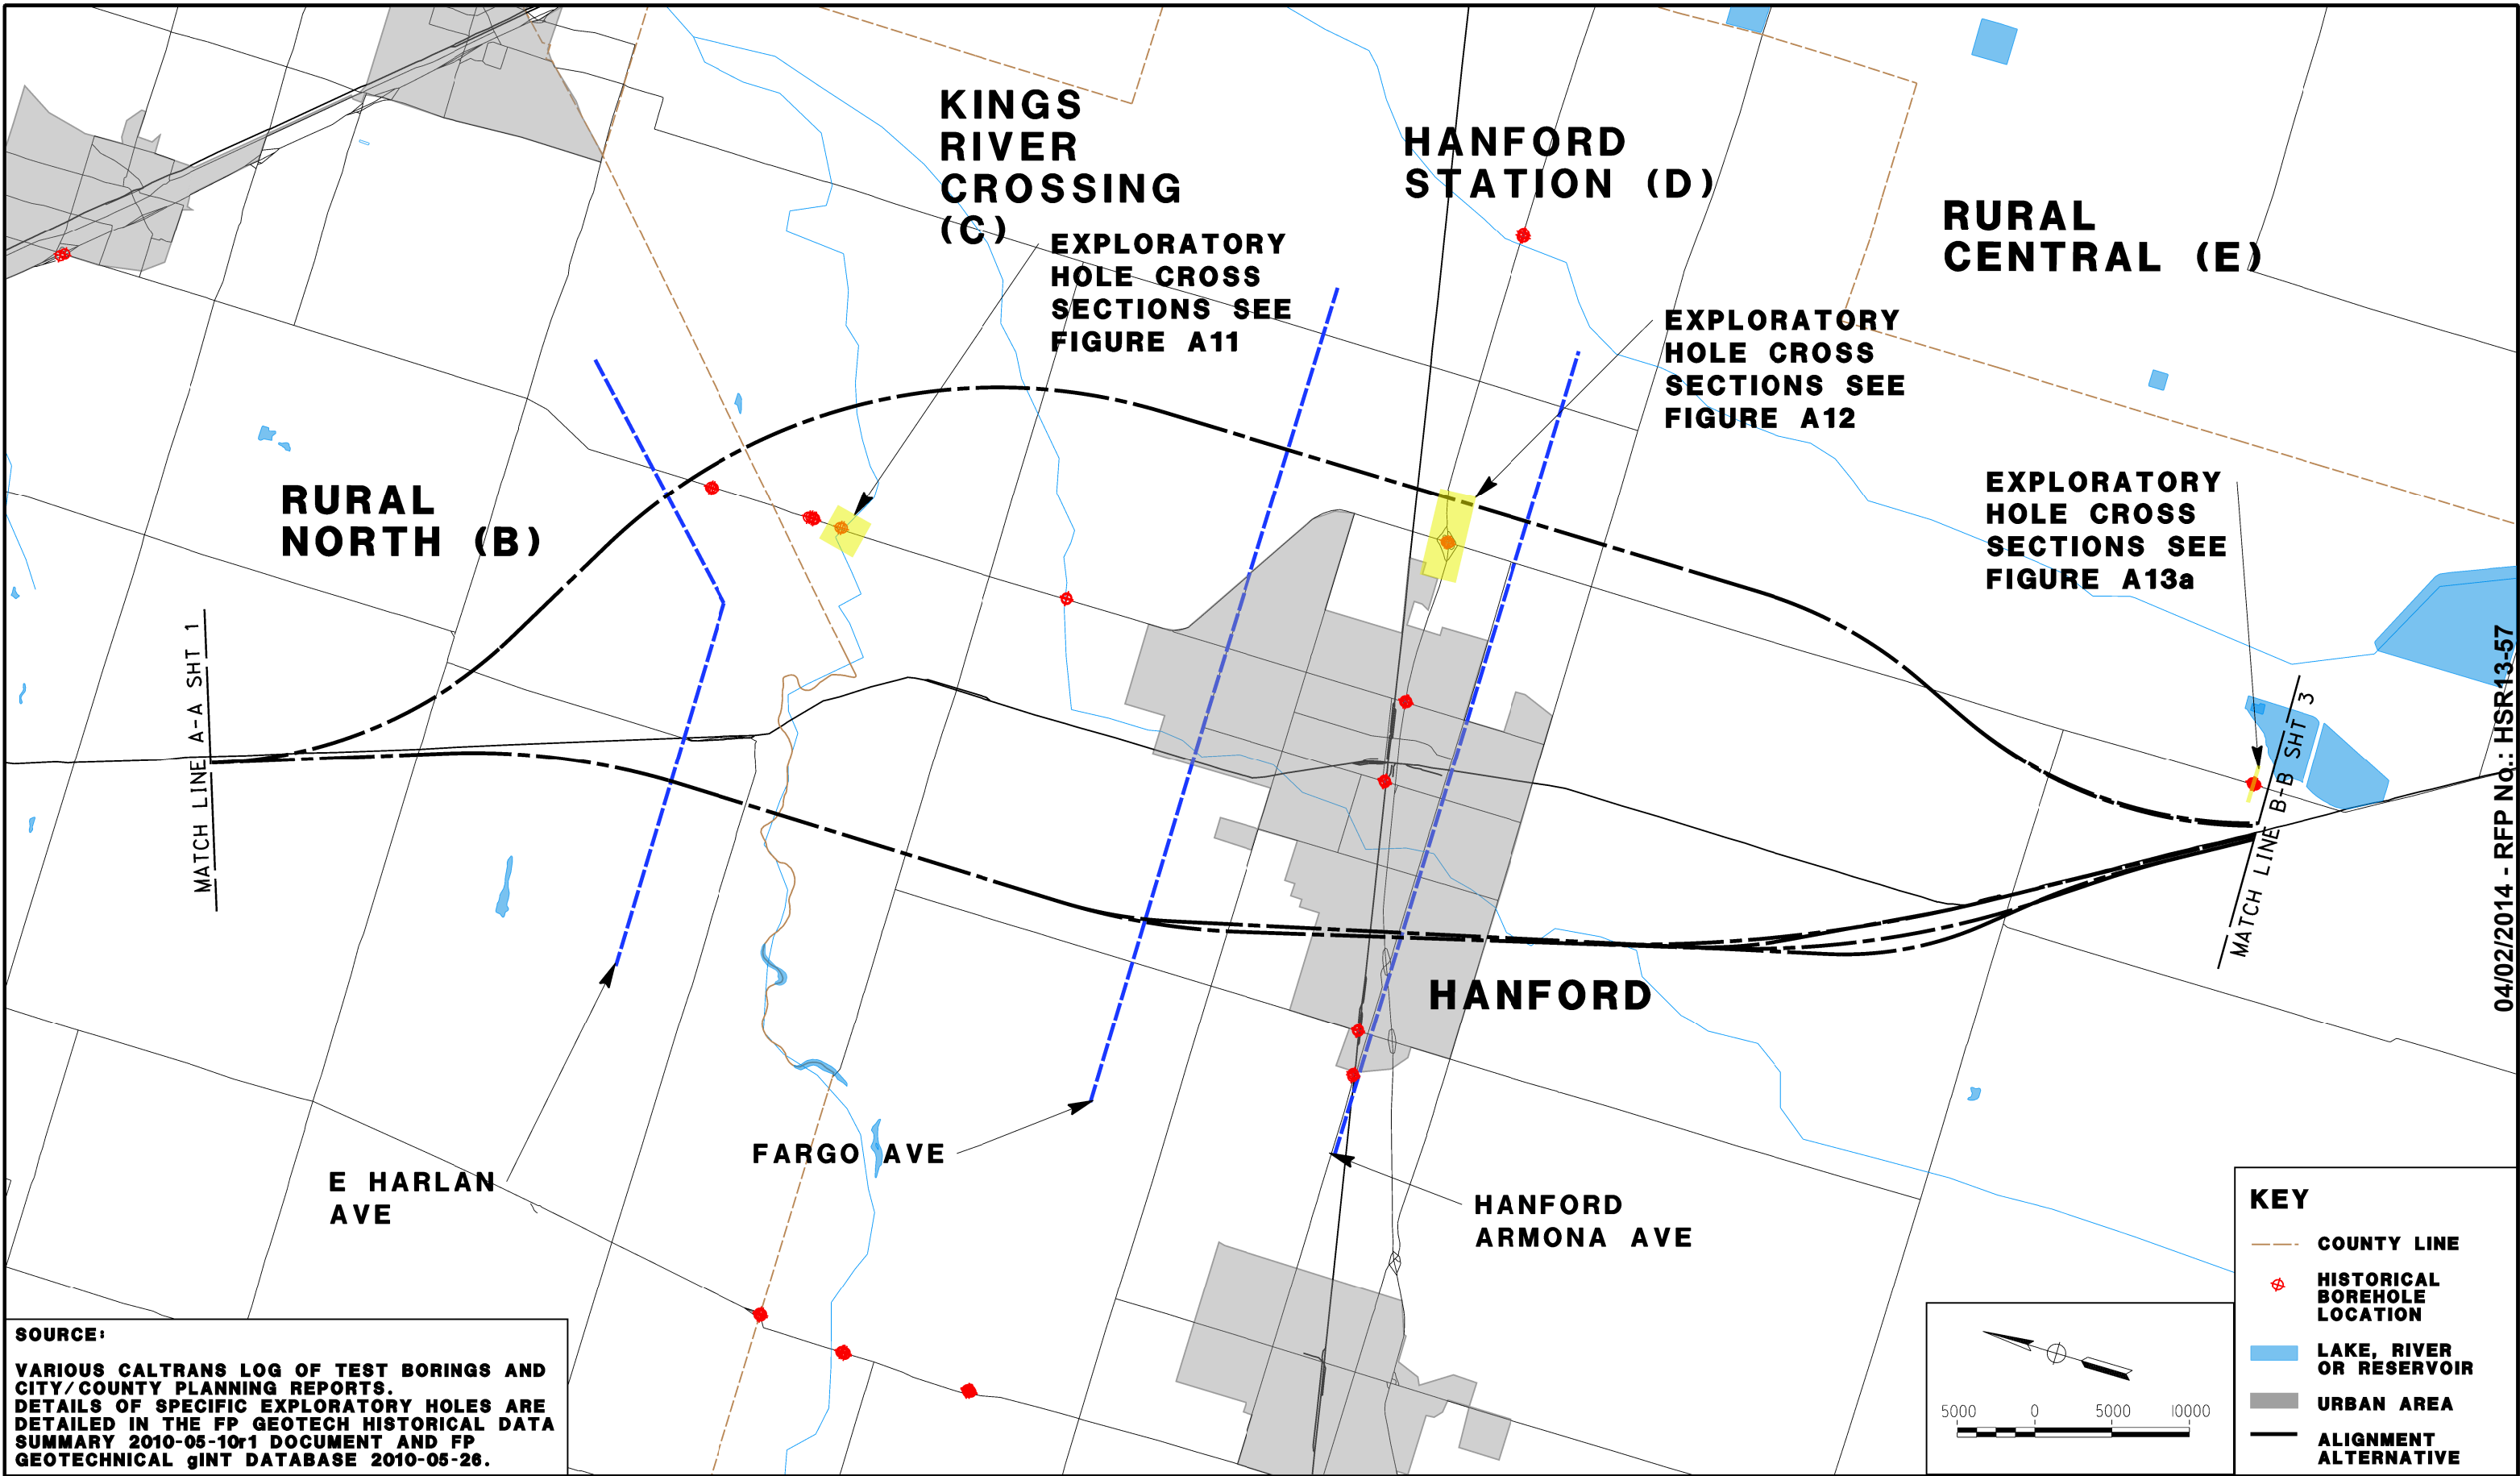 KINGS
RIVER
CROSSING
(C)
EXPLORATORY
HOLE CROSS
SECTIONS SEE
FIGURE A11
HANFORD
STATION (D)
RURAL
CENTRAL (E)
EXPLORATORY
HOLE CROSS
SECTIONS SEE
FIGURE A12
EXPLORATORY
HOLE CROSS
SECTIONS SEE
FIGURE A13a
RURAL
NORTH (B)
MATCH LINE A-A SHT 1
MATCH LINE B-B SHT 3
04/02/2014 - RFP No.: HSR13-57
HANFORD
FARGO AVE
E HARLAN
AVE
HANFORD
ARMONA AVE
SOURCE:
VARIOUS CALTRANS LOG OF TEST BORINGS AND
CITY/COUNTY PLANNING REPORTS.
DETAILS OF SPECIFIC EXPLORATORY HOLES ARE
DETAILED IN THE FP GEOTECH HISTORICAL DATA
SUMMARY 2010-05-10r1 DOCUMENT AND FP
GEOTECHNICAL gINT DATABASE 2010-05-26.
5000 0 5000 10000
KEY
COUNTY LINE
HISTORICAL
BOREHOLE
LOCATION
LAKE, RIVER
OR RESERVOIR
URBAN AREA
ALIGNMENT
ALTERNATIVE